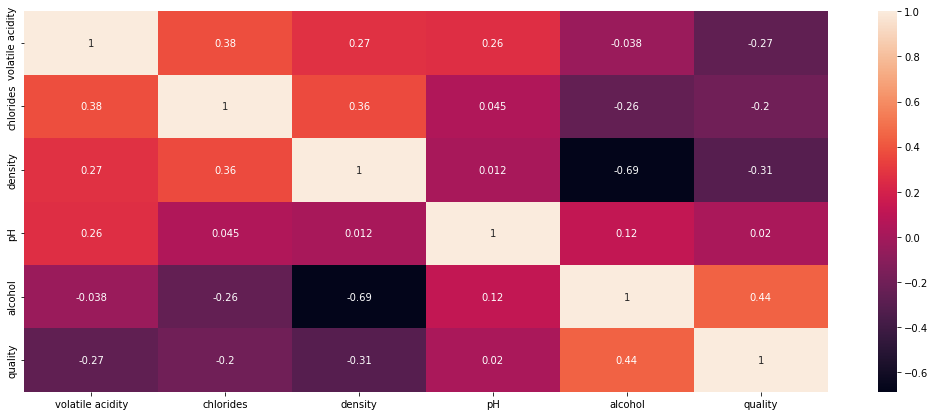 volatile acidity 1 0.38 0.27 0.26 -0.038 -0.27
chlorides 0.38 1 0.36 0.045 -0.26 -0.2
density 0.27 0.36 1 0.012 -0.69 -0.31
pH 0.26 0.045 0.012 1 0.12 0.02
alcohol -0.038 -0.26 -0.69 0.12 1 0.44
quality -0.27 -0.2 -0.31 0.02 0.44 1
volatile acidity chlorides density pH alcohol quality
1.0
0.8
0.6
0.4
0.2
0.0
−0.2
−0.4
−0.6